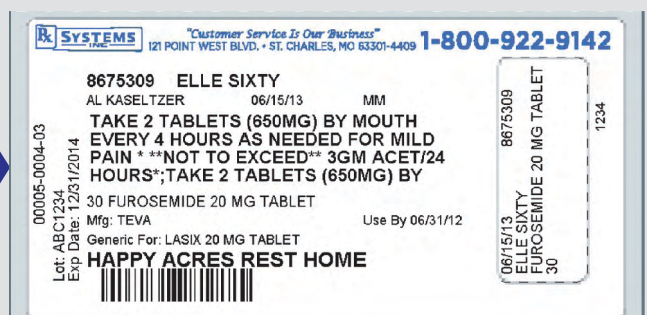 Rx SYSTEMS INC
"Customer Service Is Our Business"
121 POINT WEST BLVD. • ST. CHARLES, MO 63301-4409
1-800-922-9142
8675309 ELLE SIXTY
AL KASELTZER 06/15/13 MM
TAKE 2 TABLETS (650MG) BY MOUTH
EVERY 4 HOURS AS NEEDED FOR MILD
PAIN * **NOT TO EXCEED** 3GM ACET/24
HOURS*;TAKE 2 TABLETS (650MG) BY
30 FUROSEMIDE 20 MG TABLET
Mfg: TEVA Use By 06/31/12
Generic For: LASIX 20 MG TABLET
HAPPY ACRES REST HOME
00005-0004-03
Lot: ABC1234
Exp Date: 12/31/2014
06/15/13 8675309
ELLE SIXTY
FUROSEMIDE 20 MG TABLET
30
1234